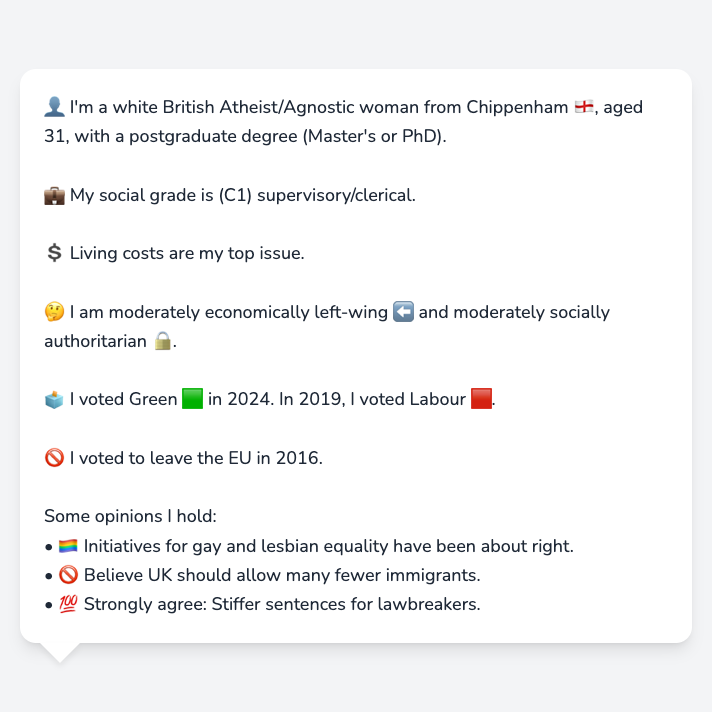 👤 I'm a white British Atheist/Agnostic woman from Chippenham 🏴󠁧󠁢󠁥󠁮󠁧󠁿, aged
31, with a postgraduate degree (Master's or PhD).
💼 My social grade is (C1) supervisory/clerical.
💲 Living costs are my top issue.
🤔 I am moderately economically left-wing ⬅️ and moderately socially
authoritarian 🔒.
🗳️ I voted Green 🟩 in 2024. In 2019, I voted Labour 🟥.
🚫 I voted to leave the EU in 2016.
Some opinions I hold:
• 🏳️‍🌈 Initiatives for gay and lesbian equality have been about right.
• 🚫 Believe UK should allow many fewer immigrants.
• 💯 Strongly agree: Stiffer sentences for lawbreakers.